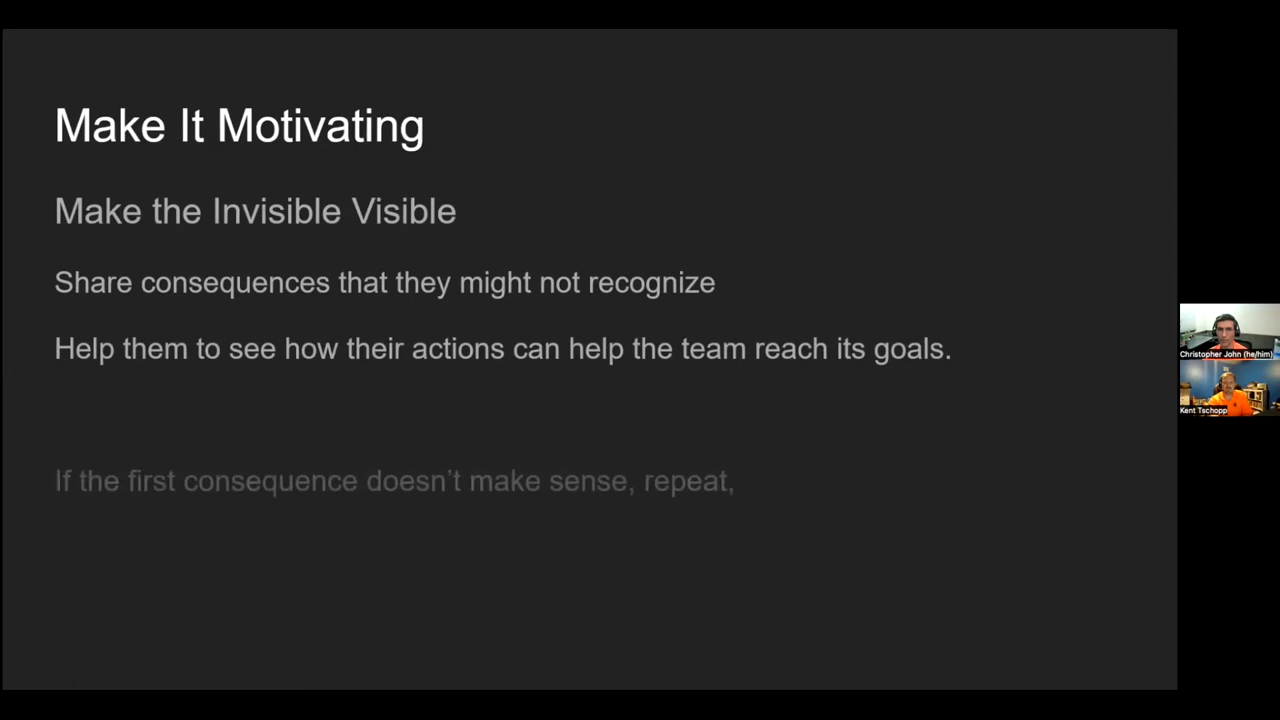 Make It Motivating
Make the Invisible Visible
Share consequences that they might not recognize
Help them to see how their actions can help the team reach its goals.
If the first consequence doesn’t make sense, repeat,
Christopher John (he/him)
Kent Tschopp